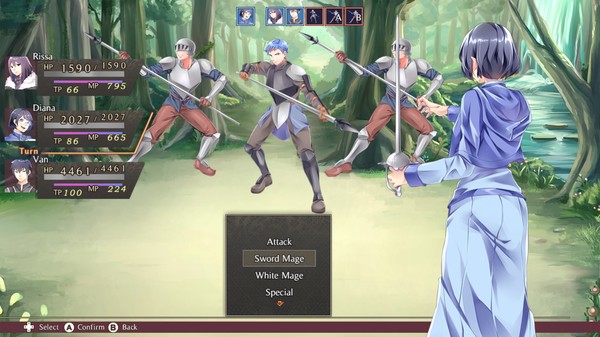 Rissa
HP 1590 / 1590
TP 66 MP 795
Diana
HP 2027 / 2027
TP 86 MP 665
Turn
Van
HP 4461 / 4461
TP 100 MP 224
A B
Attack
Sword Mage
White Mage
Special
Select A Confirm B Back